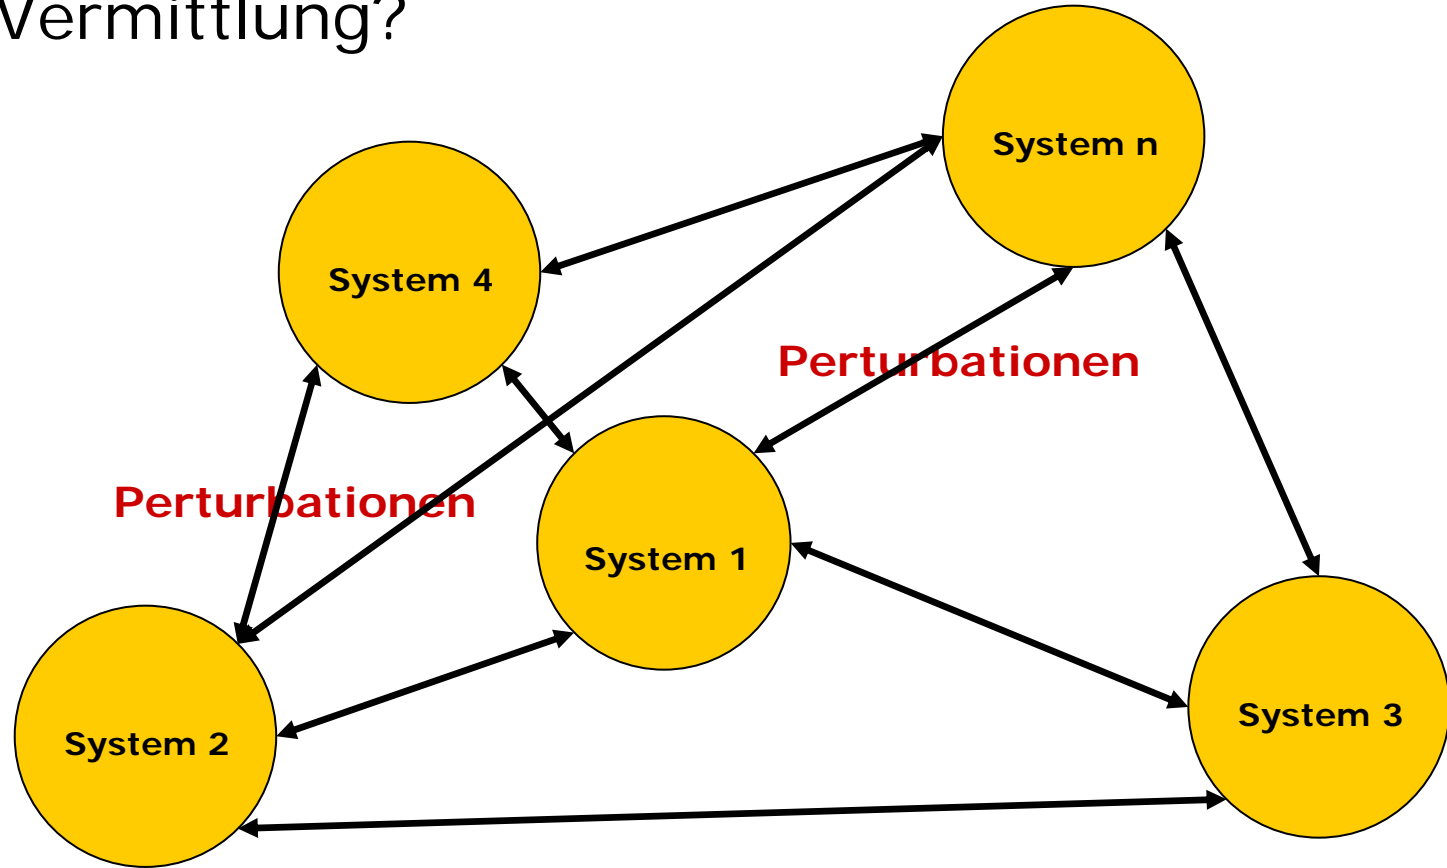 Vermittlung?
System n
System 4
Perturbationen
Perturbationen
System 1
System 3
System 2